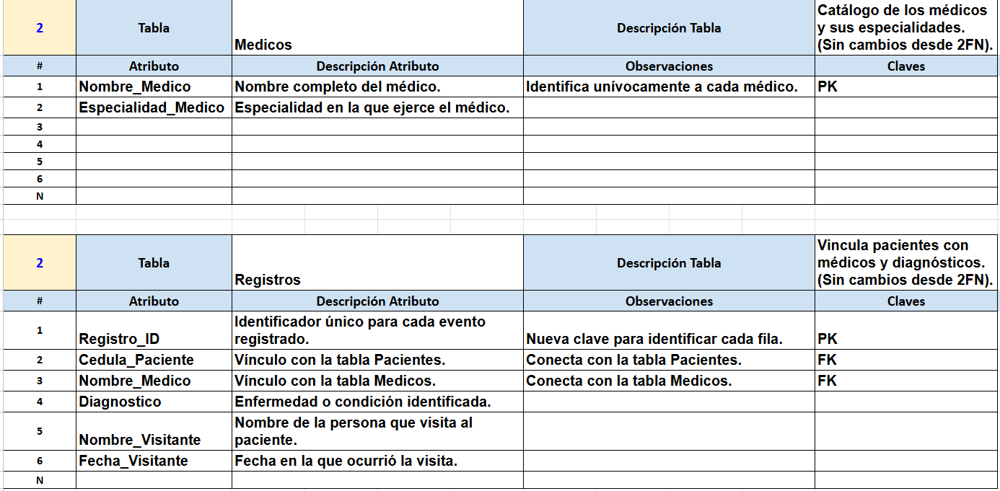 2 Tabla Medicos Descripción Tabla Catálogo de los médicos
y sus especialidades.
(Sin cambios desde 2FN).
# Atributo Descripción Atributo Observaciones Claves
1 Nombre_Medico Nombre completo del médico. Identifica unívocamente a cada médico. PK
2 Especialidad_Medico Especialidad en la que ejerce el médico.
3
4
5
6
N
2 Tabla Registros Descripción Tabla Vincula pacientes con
médicos y diagnósticos.
(Sin cambios desde 2FN).
# Atributo Descripción Atributo Observaciones Claves
1 Registro_ID Identificador único para cada evento
registrado. Nueva clave para identificar cada fila. PK
2 Cedula_Paciente Vínculo con la tabla Pacientes. Conecta con la tabla Pacientes. FK
3 Nombre_Medico Vínculo con la tabla Medicos. Conecta con la tabla Medicos. FK
4 Diagnostico Enfermedad o condición identificada.
5 Nombre_Visitante Nombre de la persona que visita al
paciente.
6 Fecha_Visitante Fecha en la que ocurrió la visita.
N